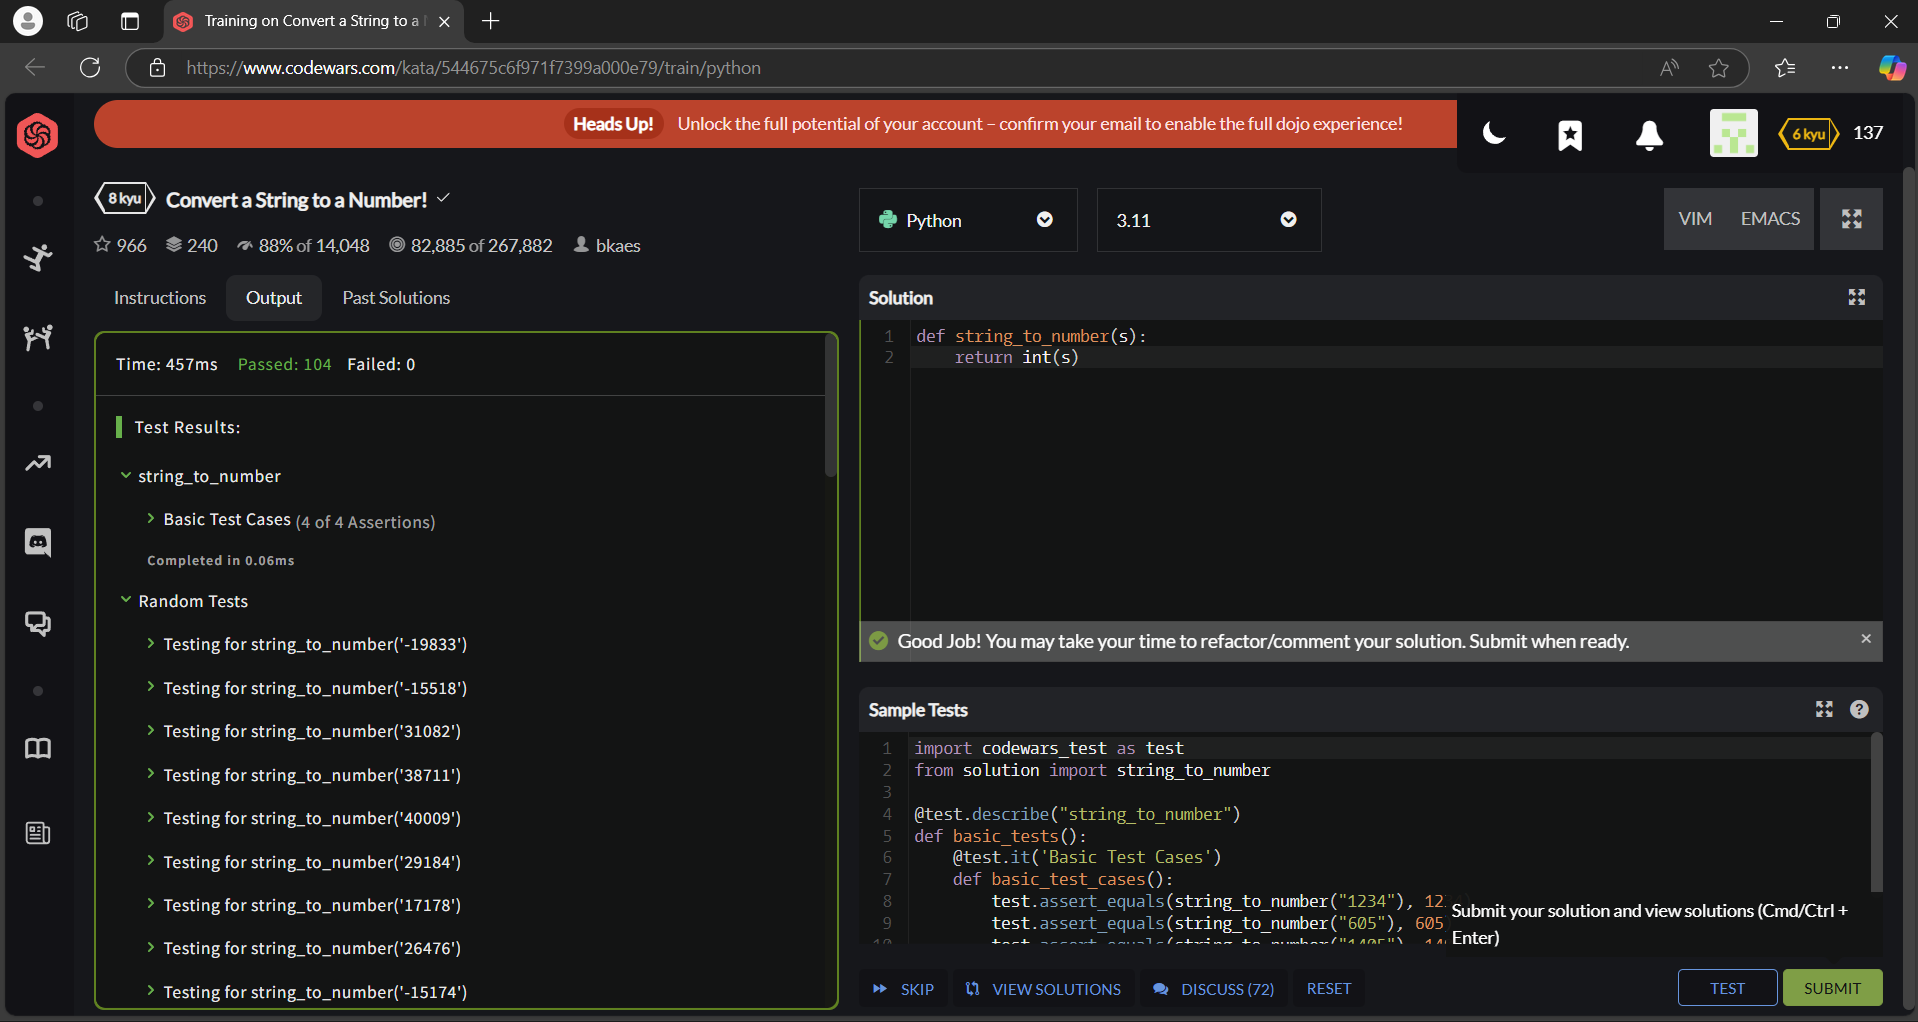 Training on Convert a String to a
https://www.codewars.com/kata/544675c6f971f7399a000e79/train/python
Heads Up! Unlock the full potential of your account – confirm your email to enable the full dojo experience!
6 kyu 137
8 kyu Convert a String to a Number!
966 240 88% of 14,048 82,885 of 267,882 bkaes
Python
3.11
VIM EMACS
Instructions Output Past Solutions
Time: 457ms Passed: 104 Failed: 0
Test Results:
string_to_number
Basic Test Cases (4 of 4 Assertions)
Completed in 0.06ms
Random Tests
Testing for string_to_number('-19833')
Testing for string_to_number('-15518')
Testing for string_to_number('31082')
Testing for string_to_number('38711')
Testing for string_to_number('40009')
Testing for string_to_number('29184')
Testing for string_to_number('17178')
Testing for string_to_number('26476')
Testing for string_to_number('-15174')
Solution
1 def string_to_number(s):
2     return int(s)
Good Job! You may take your time to refactor/comment your solution. Submit when ready.
Sample Tests
1 import codewars_test as test
2 from solution import string_to_number
3
4 @test.describe("string_to_number")
5 def basic_tests():
6     @test.it('Basic Test Cases')
7     def basic_test_cases():
8         test.assert_equals(string_to_number("1234"), 12
9         test.assert_equals(string_to_number("605"), 605
10         test.assert_equals(string_to_number("1405"), 14
Submit your solution and view solutions (Cmd/Ctrl +
Enter)
SKIP VIEW SOLUTIONS DISCUSS (72) RESET
TEST SUBMIT